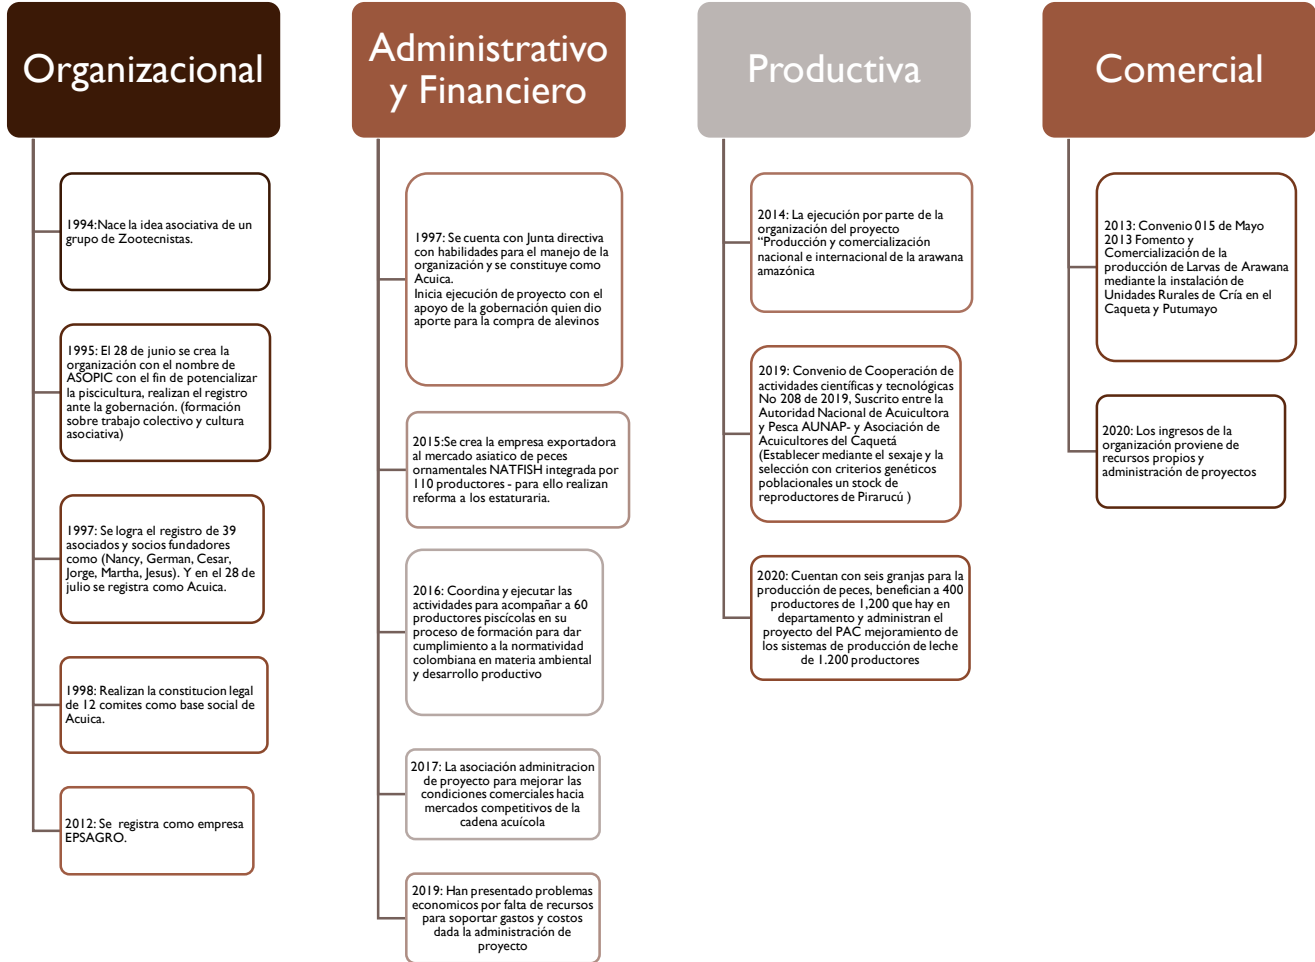 Organizacional
1994:Nace la idea asociativa de un
grupo de Zootecnistas.
1995: El 28 de junio se crea la
organización con el nombre de
ASOPIC con el fin de potencializar
la piscicultura, realizan el registro
ante la gobernación. (formación
sobre trabajo colectivo y cultura
asociativa)
1997: Se logra el registro de 39
asociados y socios fundadores
como (Nancy, German, Cesar,
Jorge, Martha, Jesus). Y en el 28 de
julio se registra como Acuica.
1998: Realizan la constitucion legal
de 12 comites como base social de
Acuica.
2012: Se registra como empresa
EPSAGRO.
Administrativo
y Financiero
1997: Se cuenta con Junta directiva
con habilidades para el manejo de la
organización y se constituye como
Acuica.
Inicia ejecución de proyecto con el
apoyo de la gobernación quien dio
aporte para la compra de alevinos
2015:Se crea la empresa exportadora
al mercado asiatico de peces
ornamentales NATFISH integrada por
110 productores - para ello realizan
reforma a los estaturaria.
2016: Coordina y ejecutar las
actividades para acompañar a 60
productores piscícolas en su
proceso de formación para dar
cumplimiento a la normatividad
colombiana en materia ambiental
y desarrollo productivo
2017: La asociación adminitracion
de proyecto para mejorar las
condiciones comerciales hacia
mercados competitivos de la
cadena acuícola
2019: Han presentado problemas
economicos por falta de recursos
para soportar gastos y costos
dada la administración de
proyecto
Productiva
2014: La ejecución por parte de la
organización del proyecto
“Producción y comercialización
nacional e internacional de la arawana
amazónica
2019: Convenio de Cooperación de
actividades científicas y tecnológicas
No 208 de 2019, Suscrito entre la
Autoridad Nacional de Acuicultora
y Pesca AUNAP- y Asociación de
Acuicultores del Caquetá
(Establecer mediante el sexaje y la
selección con criterios genéticos
poblacionales un stock de
reproductores de Pirarucú )
2020: Cuentan con seis granjas para la
producción de peces, benefician a 400
productores de 1,200 que hay en
departamento y administran el
proyecto del PAC mejoramiento de
los sistemas de producción de leche
de 1.200 productores
Comercial
2013: Convenio 015 de Mayo
2013 Fomento y
Comercialización de la
producción de Larvas de Arawana
mediante la instalación de
Unidades Rurales de Cría en el
Caqueta y Putumayo
2020: Los ingresos de la
organización proviene de
recursos propios y
administración de proyectos